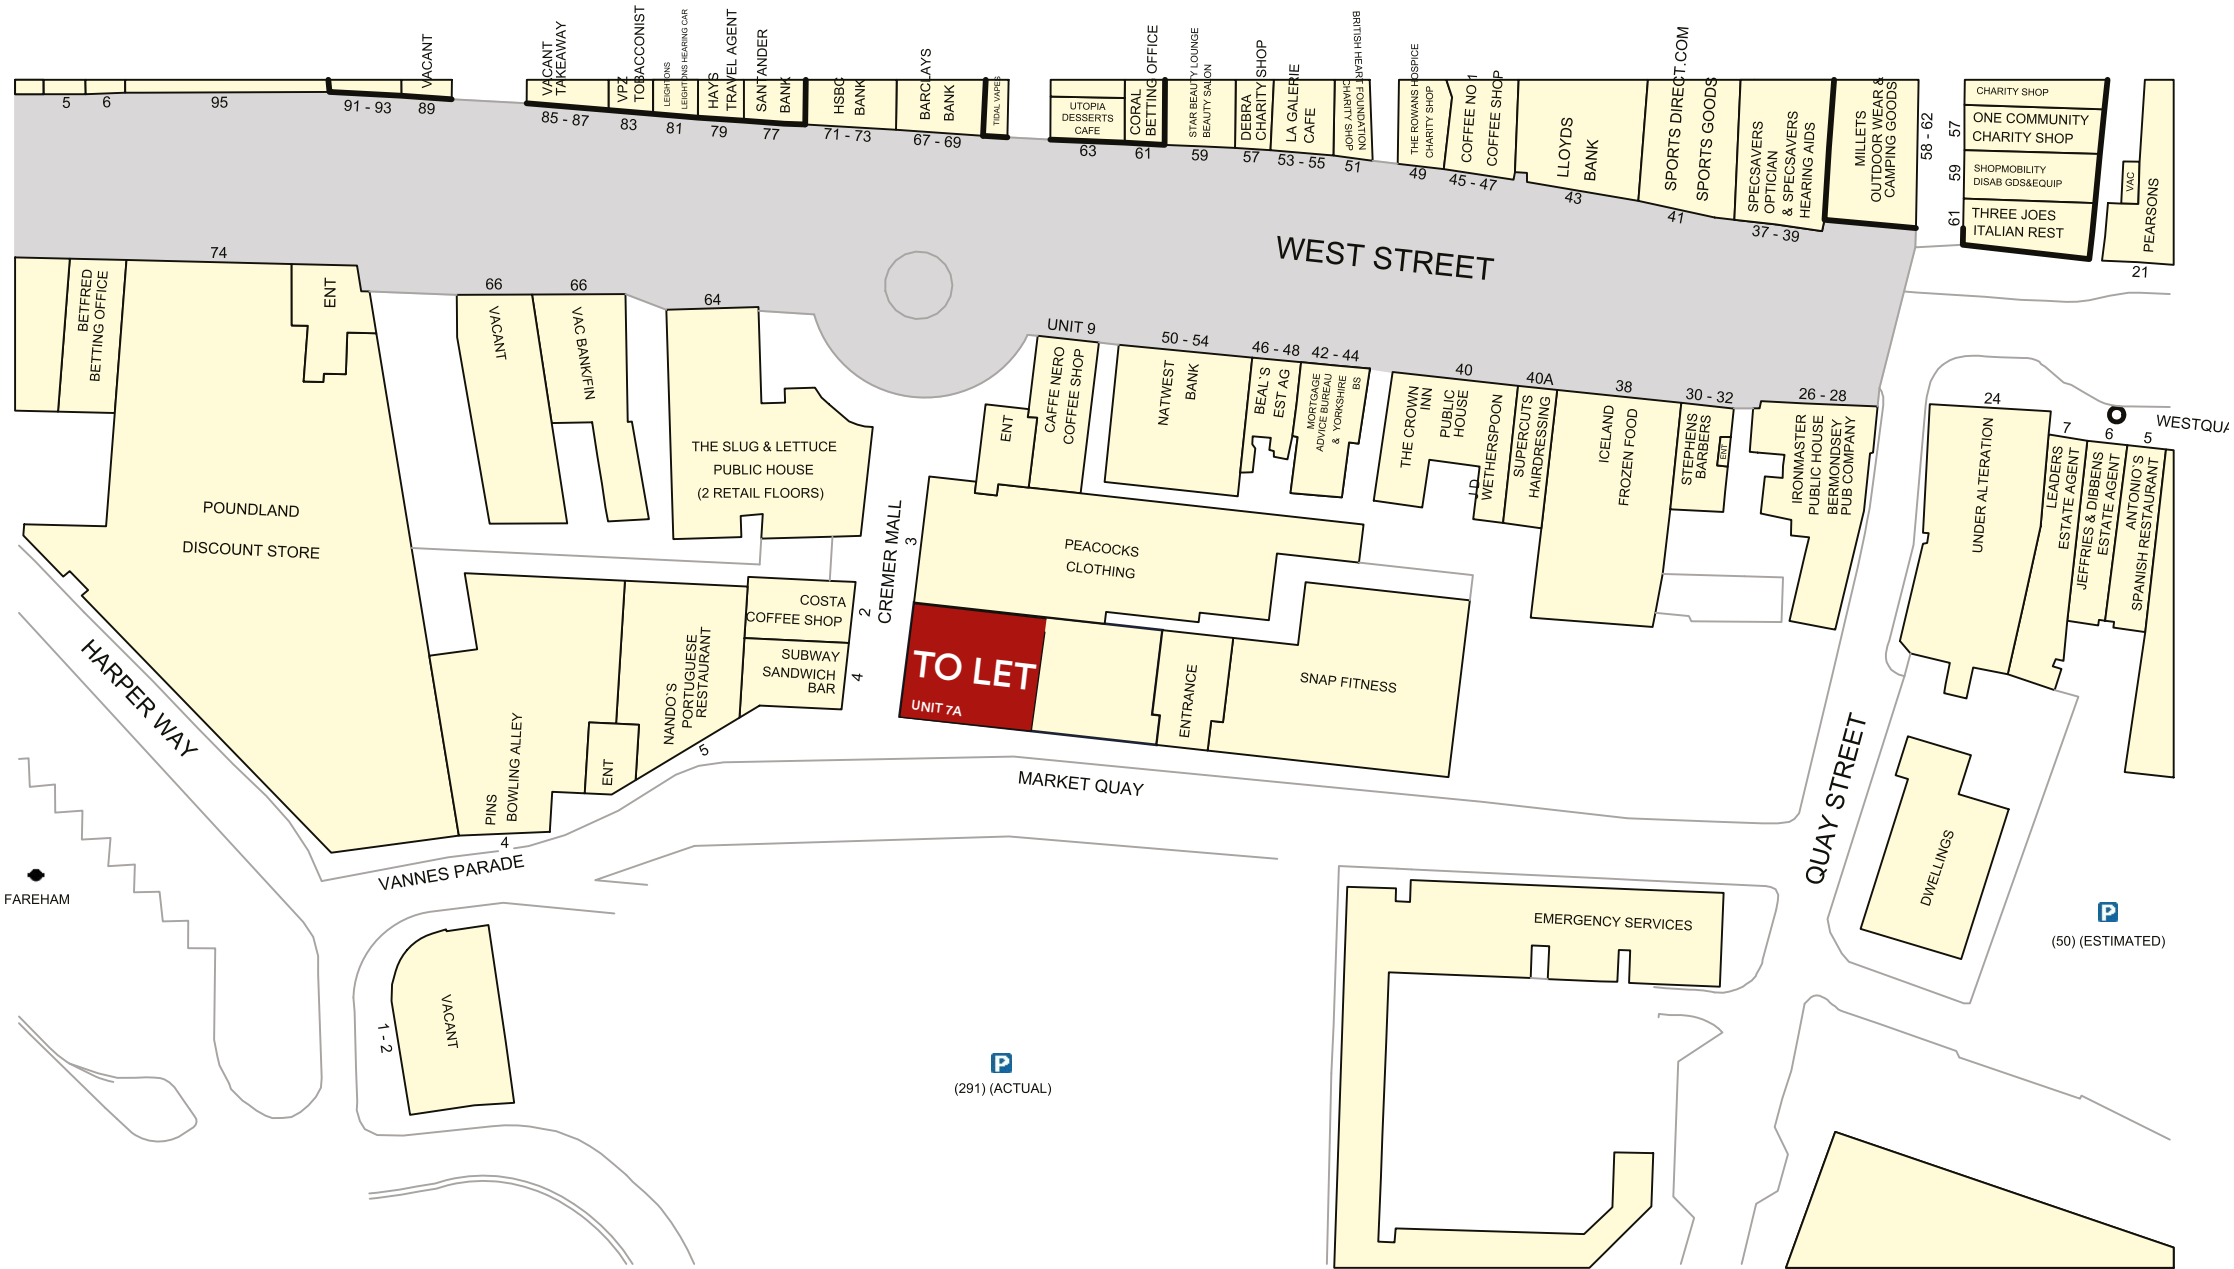 VACANT
VACANT
TAKEAWAY
VPZ
TOBACCONIST
LEIGHTONS
LEIGHTONS HEARING CAR
HAYS
TRAVEL AGENT
SANTANDER
BANK
HSBC
BANK
BARCLAYS
BANK
TIDAL VAPES
UTOPIA
DESSERTS
CAFE
CORAL
BETTING OFFICE
STAR BEAUTY LOUNGE
BEAUTY SALON
DEBRA
CHARITY SHOP
LA GALERIE
CAFE
BRITISH HEART FOUNDATION
CHARITY SHOP
THE ROWANS HOSPICE
CHARITY SHOP
COFFEE NO 1
COFFEE SHOP
LLOYDS
BANK
SPORTS DIRECT.COM
SPORTS GOODS
SPECSAVERS
OPTICIAN
& SPECSAVERS
HEARING AIDS
MILLETS
OUTDOOR WEAR &
CAMPING GOODS
58 - 62
CHARITY SHOP
57
ONE COMMUNITY
CHARITY SHOP
59
SHOPMOBILITY
DISAB GDS&EQUIP
61
THREE JOES
ITALIAN REST
VAC
PEARSONS
21
5
6
95
91 - 93
89
85 - 87
83
81
79
77
71 - 73
67 - 69
63
61
59
57
53 - 55
51
49
45 - 47
43
41
37 - 39
WEST STREET
74
66
66
64
UNIT 9
50 - 54
46 - 48
42 - 44
40
40A
38
30 - 32
26 - 28
24
7
6
5
WESTQUA
BETFRED
BETTING OFFICE
ENT
POUNDLAND
DISCOUNT STORE
VACANT
VAC BANK/FIN
THE SLUG & LETTUCE
PUBLIC HOUSE
(2 RETAIL FLOORS)
ENT
CAFFE NERO
COFFEE SHOP
NATWEST
BANK
BEAL`S
EST AG
MORTGAGE
ADVICE BUREAU
& YORKSHIRE
BS
THE CROWN
INN
PUBLIC
HOUSE
J D
WETHERSPOON
SUPERCUTS
HAIRDRESSING
ICELAND
FROZEN FOOD
STEPHENS
BARBERS
ENT
IRONMASTER
PUBLIC HOUSE
BERMONDSEY
PUB COMPANY
UNDER ALTERATION
LEADERS
ESTATE AGENT
JEFFRIES & DIBBENS
ESTATE AGENT
ANTONIO`S
SPANISH RESTAURANT
CREMER MALL
3
PEACOCKS
CLOTHING
COSTA
COFFEE SHOP
2
SUBWAY
SANDWICH
BAR
4
NANDO`S
PORTUGUESE
RESTAURANT
5
PINS
BOWLING ALLEY
ENT
4
TO LET
UNIT 7A
ENTRANCE
SNAP FITNESS
HARPER WAY
MARKET QUAY
QUAY STREET
VANNES PARADE
FAREHAM
DWELLINGS
EMERGENCY SERVICES
P
(50) (ESTIMATED)
1 - 2
VACANT
P
(291) (ACTUAL)